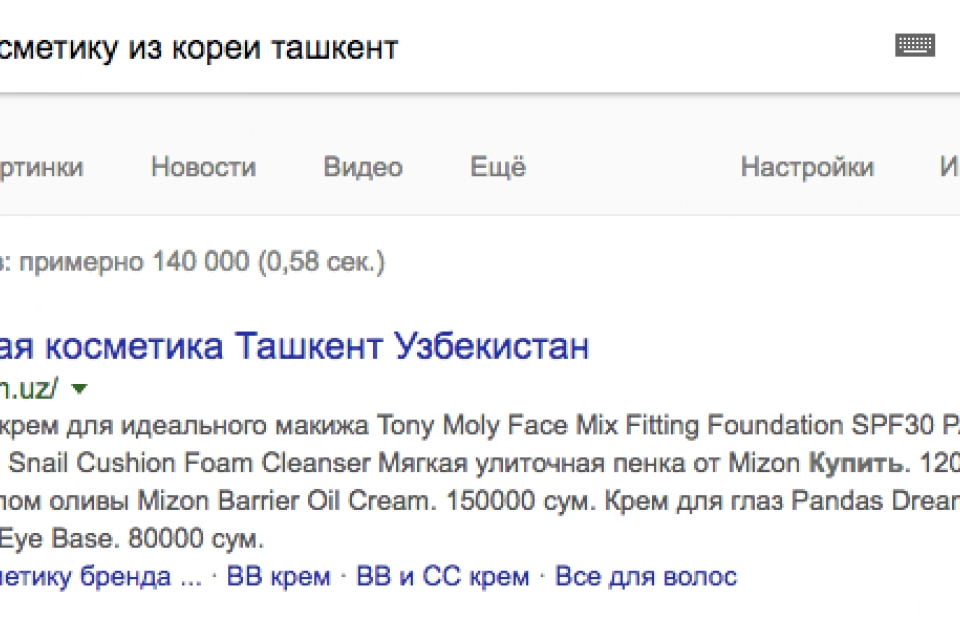 сметику из кореи ташкент
ртинки Новости Видео Ещё Настройки И
в: примерно 140 000 (0,58 сек.)
ая косметика Ташкент Узбекистан
n.uz/
крем для идеального макижа Tony Moly Face Mix Fitting Foundation SPF30 PA
Snail Cushion Foam Cleanser Мягкая улиточная пенка от Mizon Купить. 120
лом оливы Mizon Barrier Oil Cream. 150000 сум. Крем для глаз Pandas Drear
Eye Base. 80000 сум.
метику бренда ... · BB крем · BB и CC крем · Все для волос